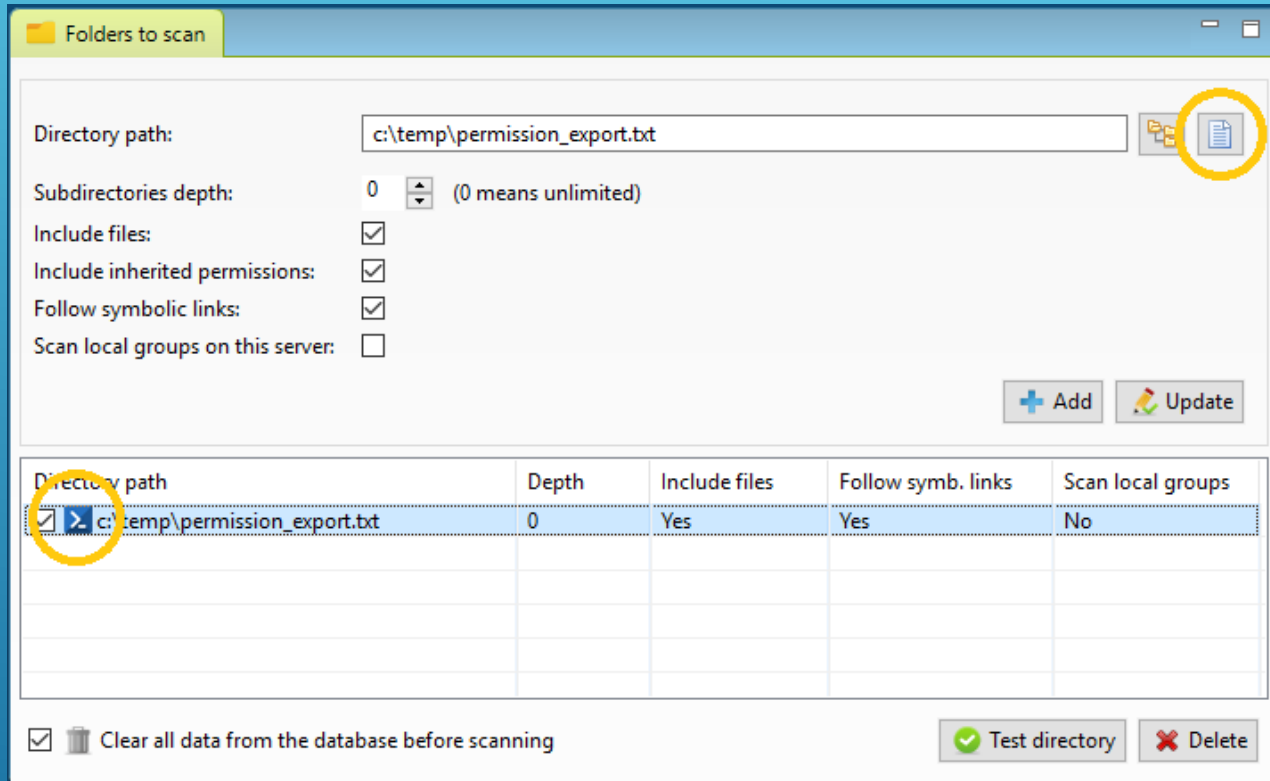 Folders to scan
Directory path: c:\temp\permission_export.txt
Subdirectories depth: 0 (0 means unlimited)
Include files:
Include inherited permissions:
Follow symbolic links:
Scan local groups on this server:
Add Update
Directory path Depth Include files Follow symb. links Scan local groups
c:\temp\permission_export.txt 0 Yes Yes No
Clear all data from the database before scanning Test directory Delete